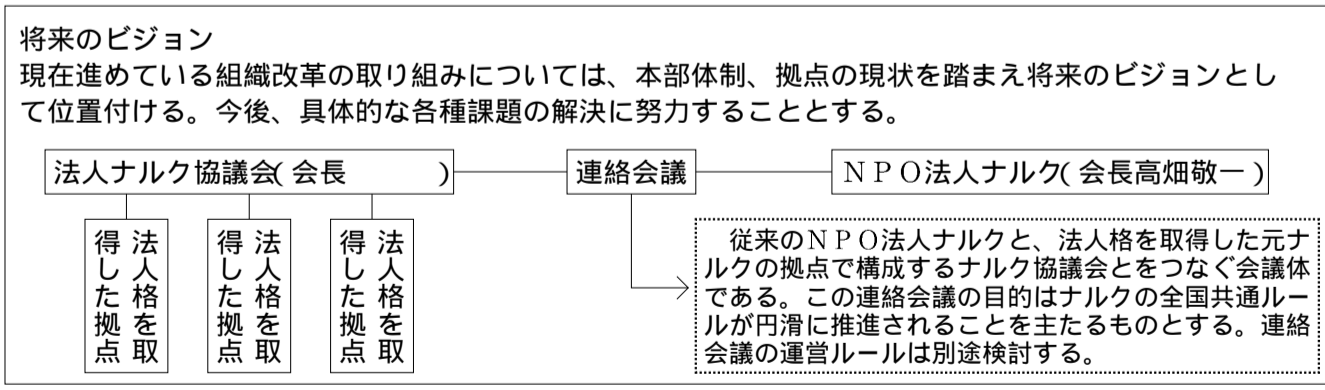 将来のビジョン
現在進めている組織改革の取り組みについては、本部体制、拠点の現状を踏まえ将来のビジョンとし
て位置付ける。今後、具体的な各種課題の解決に努力することとする。
法人ナルク協議会(会長　　　　)
連絡会議
ＮＰＯ法人ナルク(会長高畑敬一)
法人格を取
得した拠点
法人格を取
得した拠点
法人格を取
得した拠点
従来のＮＰＯ法人ナルクと、法人格を取得した元ナ
ルクの拠点で構成するナルク協議会とをつなぐ会議体
である。この連絡会議の目的はナルクの全国共通ルー
ルが円滑に推進されることを主たるものとする。連絡
会議の運営ルールは別途検討する。